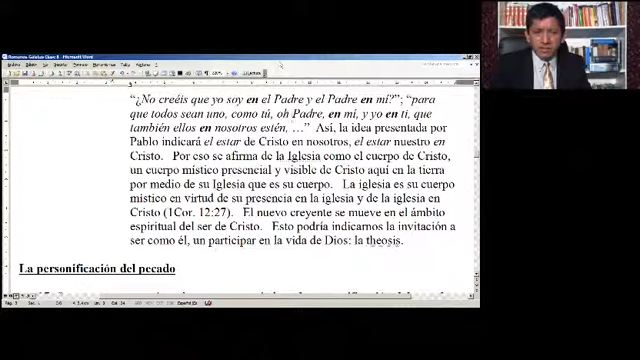 Romanos Gálatas Clase 8 - Microsoft Word
“¿No creéis que yo soy en el Padre y el Padre en mí?”; “para
que todos sean uno, como tú, oh Padre, en mí, y yo en ti, que
también ellos en nosotros estén, …” Así, la idea presentada por
Pablo indicará el estar de Cristo en nosotros, el estar nuestro en
Cristo. Por eso se afirma de la Iglesia como el cuerpo de Cristo,
un cuerpo místico presencial y visible de Cristo aquí en la tierra
por medio de su Iglesia que es su cuerpo. La iglesia es su cuerpo
místico en virtud de su presencia en la iglesia y de la iglesia en
Cristo (1Cor. 12:27). El nuevo creyente se mueve en el ámbito
espiritual del ser de Cristo. Esto podría indicarnos la invitación a
ser como él, un participar en la vida de Dios: la theosis.
La personificación del pecado